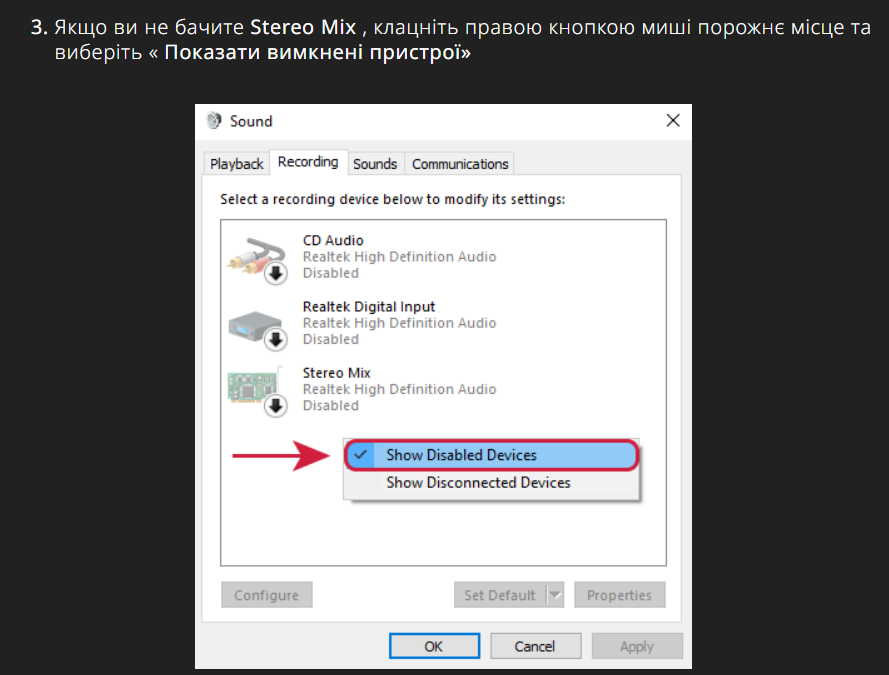 3. Якщо ви не бачите Stereo Mix , клацніть правою кнопкою миші порожнє місце та
виберіть « Показати вимкнені пристрої»
Sound
Playback Recording Sounds Communications
Select a recording device below to modify its settings:
CD Audio
Realtek High Definition Audio
Disabled
Realtek Digital Input
Realtek High Definition Audio
Disabled
Stereo Mix
Realtek High Definition Audio
Disabled
Show Disabled Devices
Show Disconnected Devices
Configure Set Default Properties
OK Cancel Apply